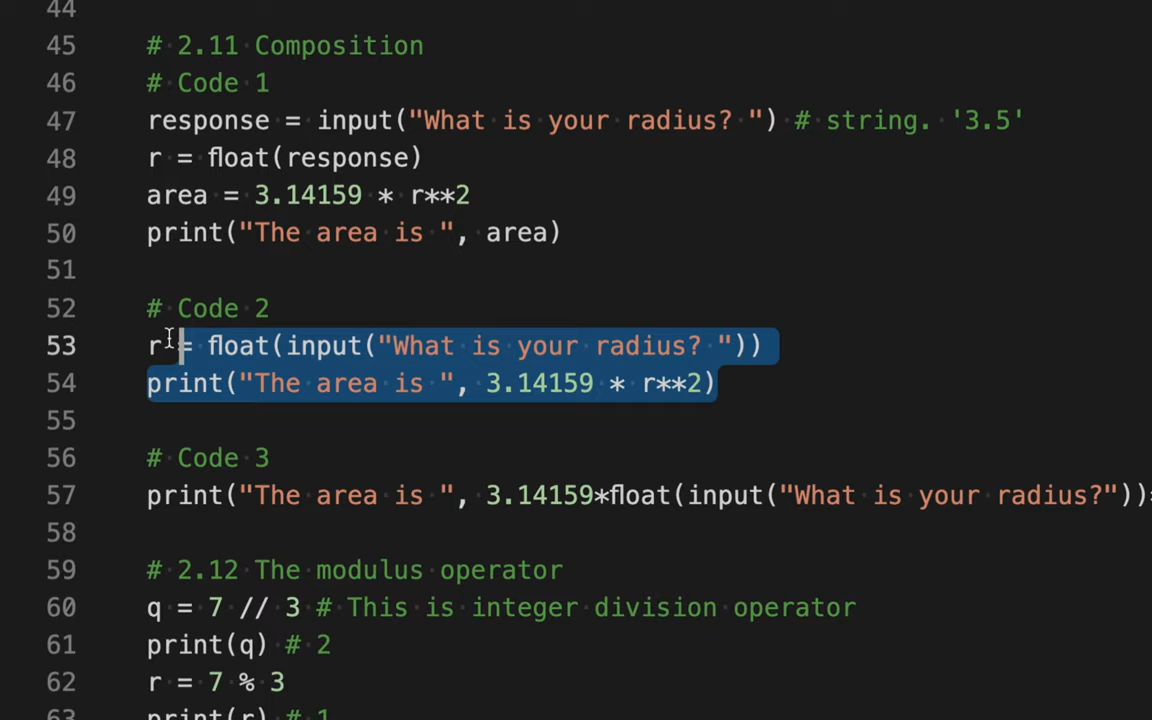 44
45 # 2.11 Composition
46 # Code 1
47 response = input("What is your radius? ") # string. '3.5'
48 r = float(response)
49 area = 3.14159 * r**2
50 print("The area is ", area)
51
52 # Code 2
53 r = float(input("What is your radius? "))
54 print("The area is ", 3.14159 * r**2)
55
56 # Code 3
57 print("The area is ", 3.14159*float(input("What is your radius?"))
58
59 # 2.12 The modulus operator
60 q = 7 // 3 # This is integer division operator
61 print(q) # 2
62 r = 7 % 3
63 print(r) # 1